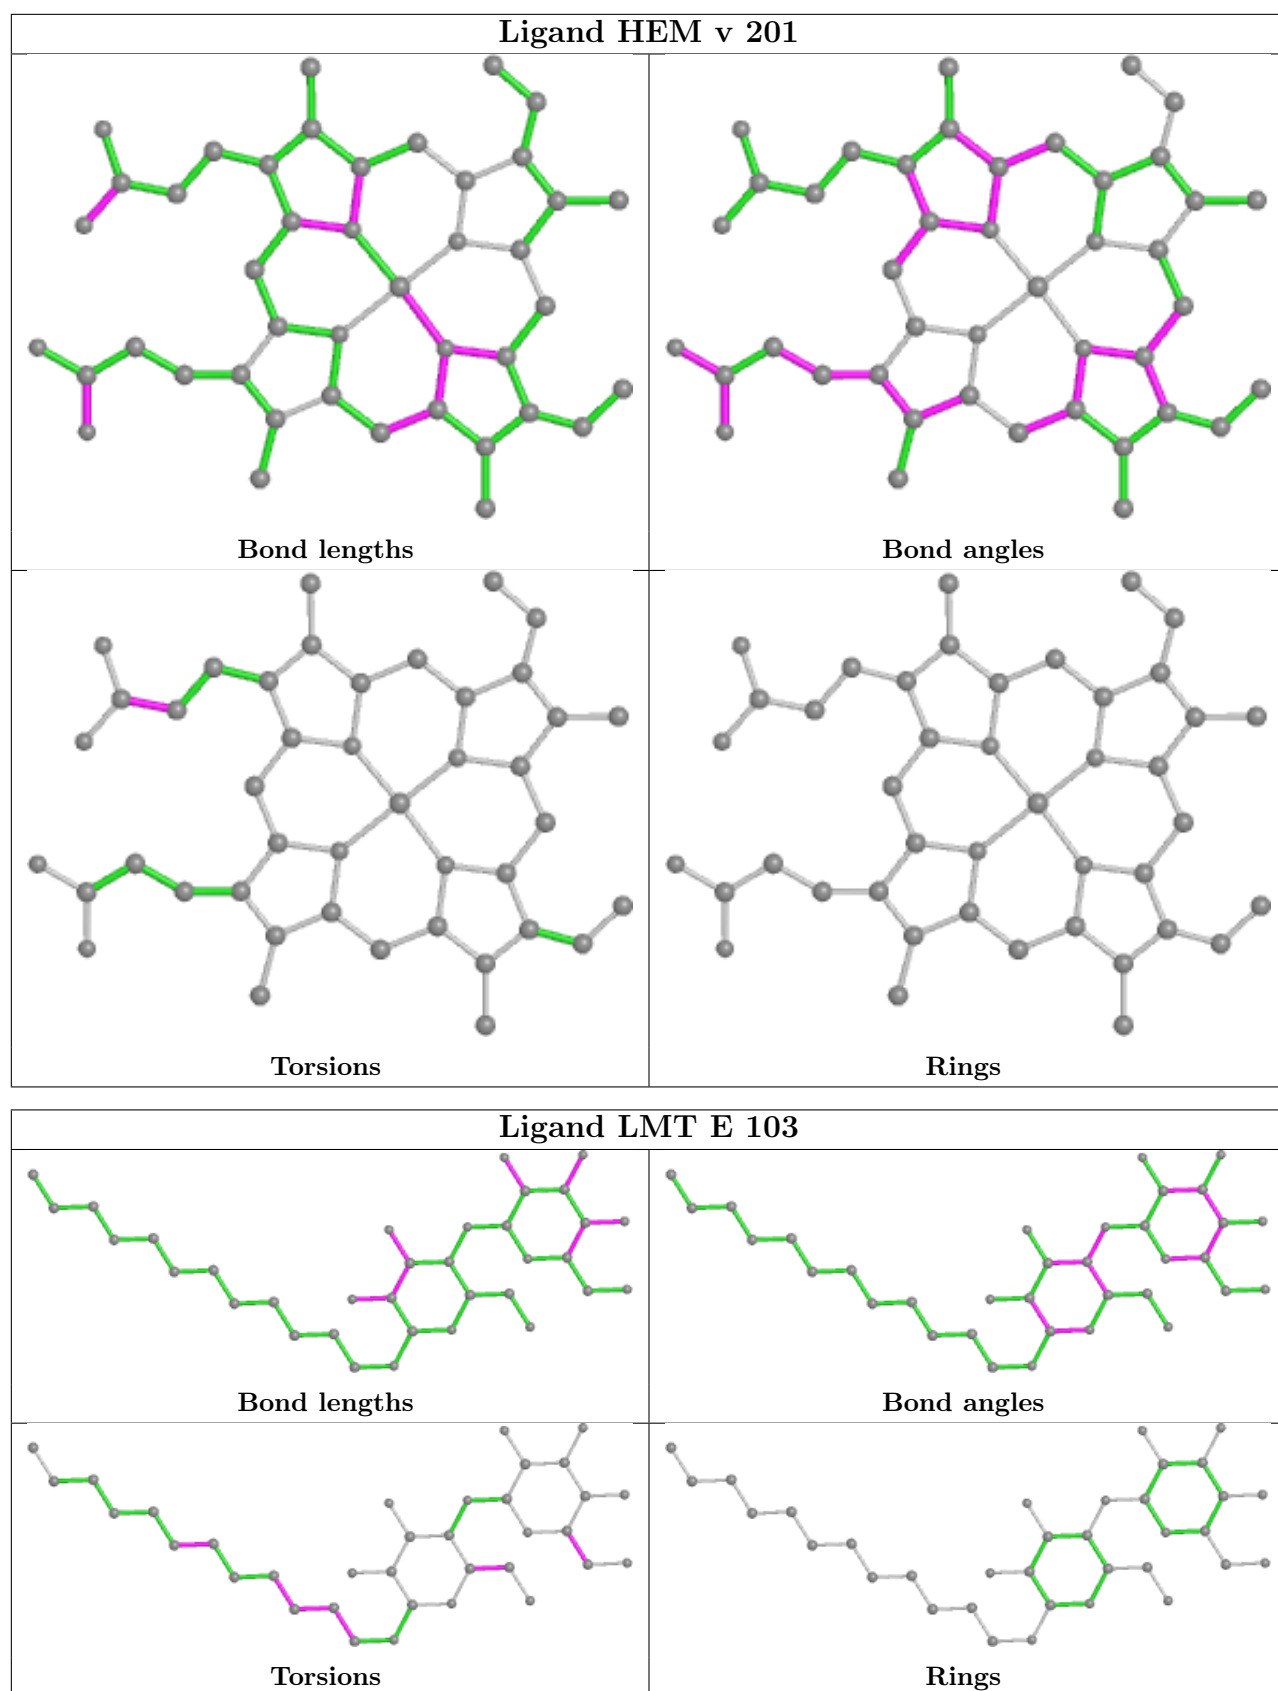 Ligand HEM v 201
Bond lengths
Bond angles
Torsions
Rings
Ligand LMT E 103
Bond lengths
Bond angles
Torsions
Rings